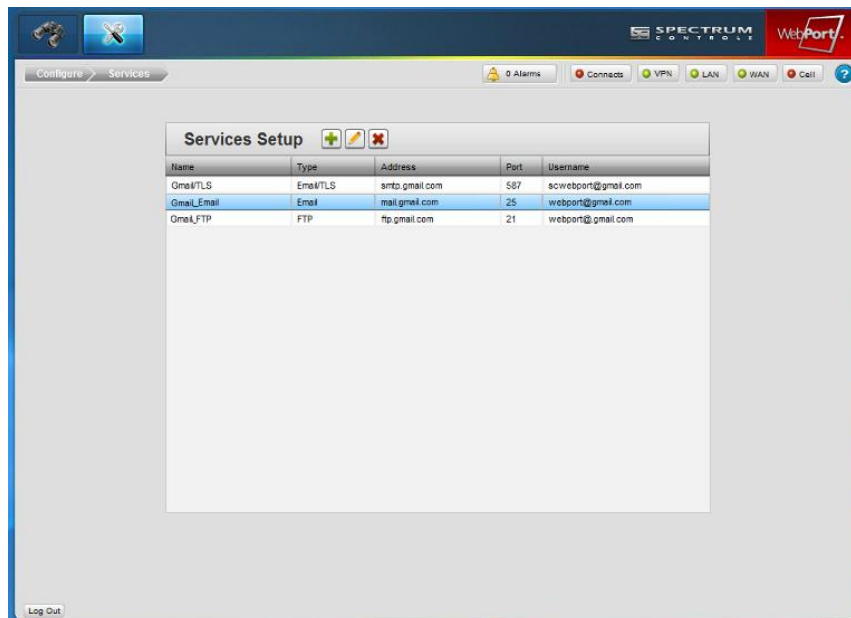 SPECTRUM
CONTROLS
WebPort.
Configure
Services
0 Alarms
Connects
VPN
LAN
WAN
Cell
?
Services Setup
Name Type Address Port Username
Gmail/TLS Email/TLS smtp.gmail.com 587 scwebport@gmail.com
Gmail_Email Email mail.gmail.com 25 webport@gmail.com
Gmail_FTP FTP ftp.gmail.com 21 webport@.gmail.com
Log Out